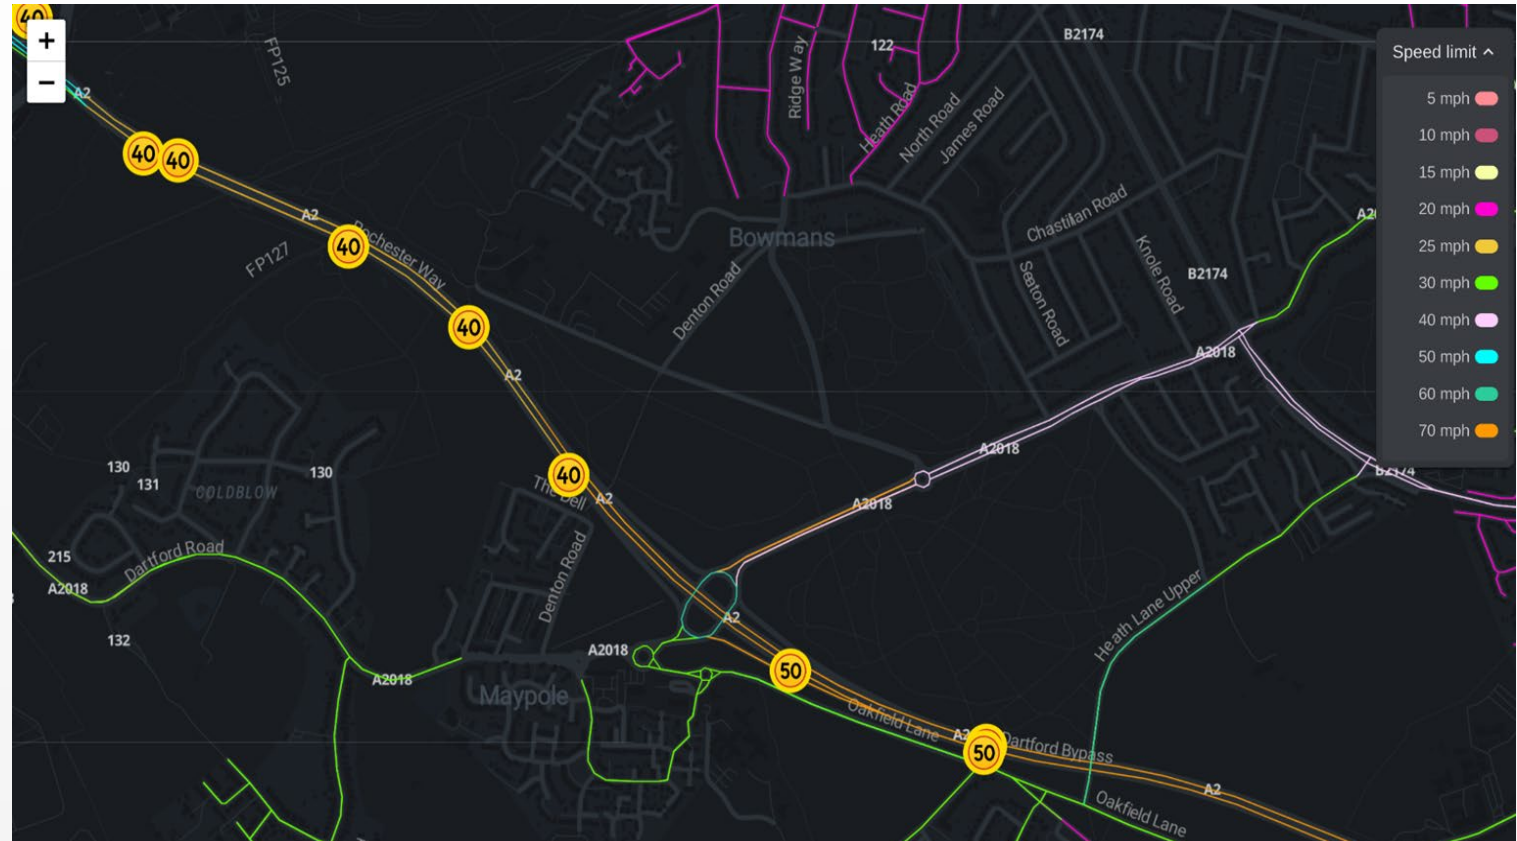 40
+
−
A2
FP125
122
B2174
Speed limit
5 mph
10 mph
15 mph
20 mph
25 mph
30 mph
40 mph
50 mph
60 mph
70 mph
Ridge Way
Heath Road
North Road
James Road
40
40
A2
Rochester Way
40
FP127
Bowmans
Chastilian Road
Knole Road
B2174
Denton Road
Seaton Road
40
A2
A2018
130
131
130
COLDBLOW
40
The Dell
A2
A2018
A2018
B2174
215
Dartford Road
A2018
Denton Road
132
A2
Heath Lane Upper
A2018
A2018
50
Maypole
Oakfield Lane
50
Dartford Bypass
A2
Oakfield Lane